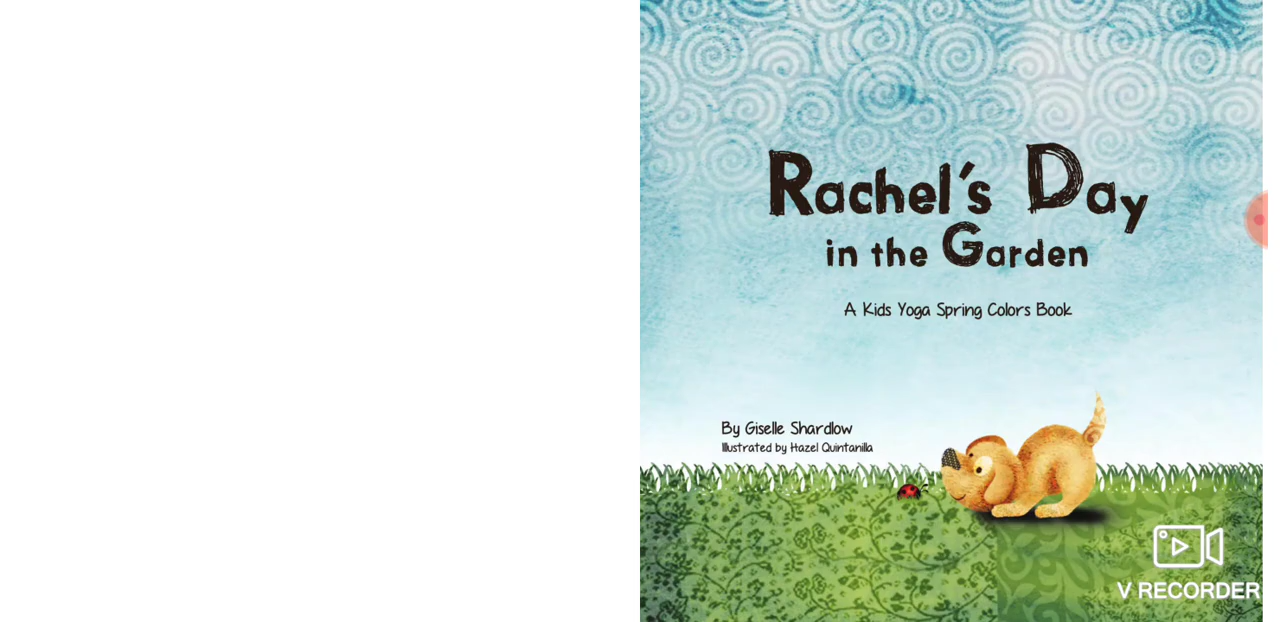 Rachel's Day
in the Garden
A Kids Yoga Spring Colors Book
By Giselle Shardlow
Illustrated by Hazel Quintanilla
V RECORDER